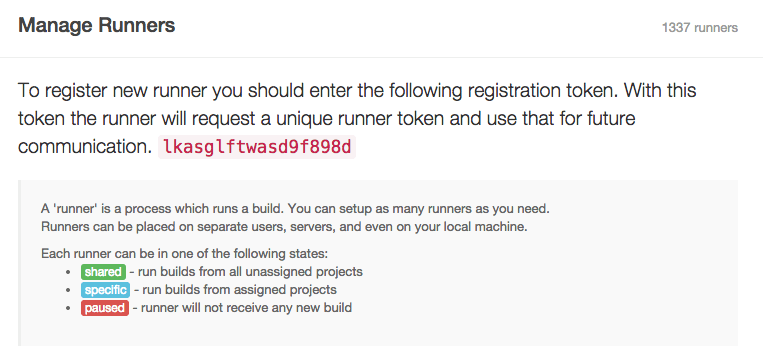 Manage Runners
1337 runners
To register new runner you should enter the following registration token. With this
token the runner will request a unique runner token and use that for future
communication. lkasglftwasd9f898d
A 'runner' is a process which runs a build. You can setup as many runners as you need.
Runners can be placed on separate users, servers, and even on your local machine.
Each runner can be in one of the following states:
• shared - run builds from all unassigned projects
• specific - run builds from assigned projects
• paused - runner will not receive any new build